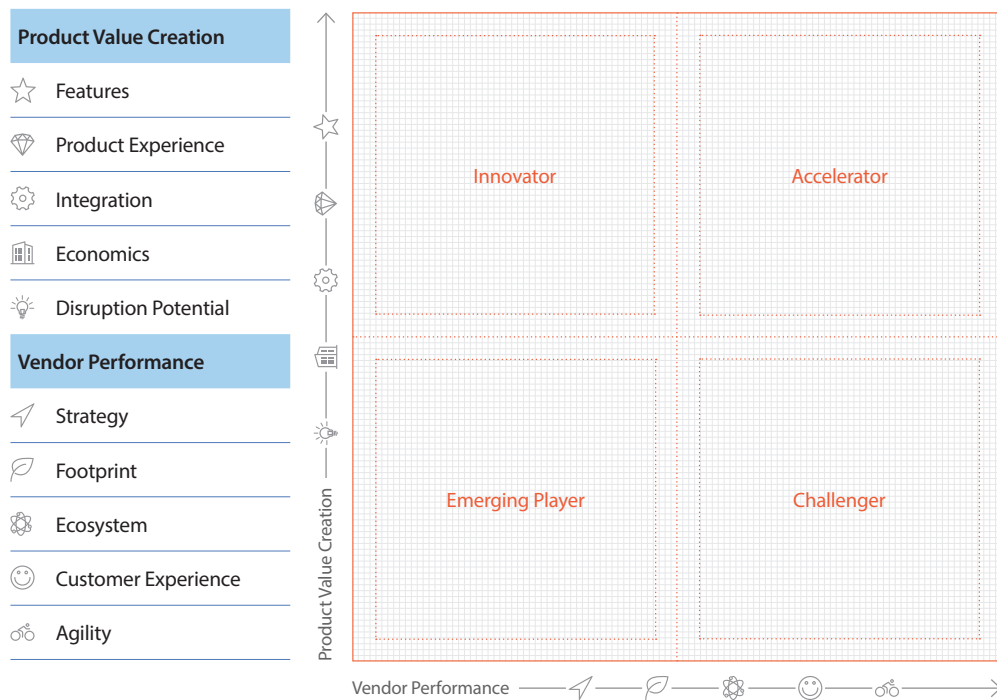 Product Value Creation
Features
Product Experience
Integration
Economics
Disruption Potential
Vendor Performance
Strategy
Footprint
Ecosystem
Customer Experience
Agility
Product Value Creation
Innovator
Accelerator
Emerging Player
Challenger
Vendor Performance